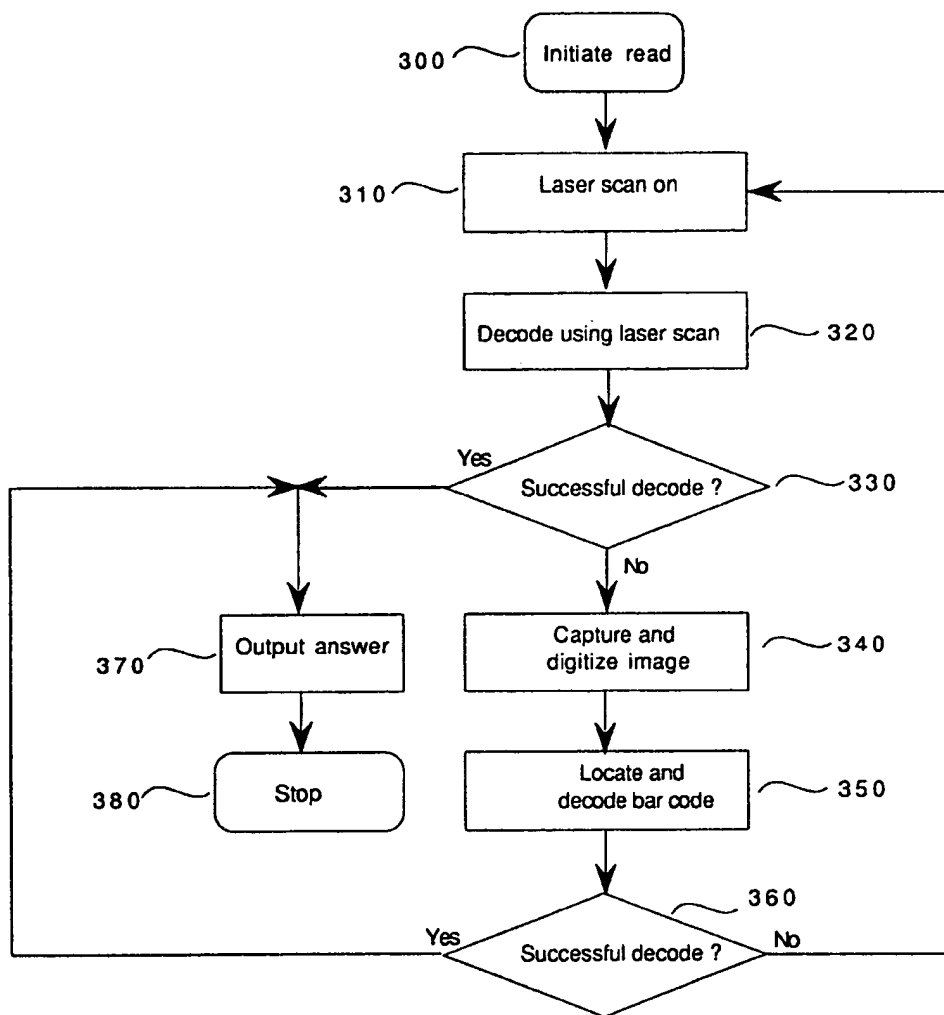 300
Initiate read
310
Laser scan on
Decode using laser scan
320
Yes
Successful decode ?
330
No
Capture and
digitize image
340
370
Output answer
Locate and
decode bar code
350
380
Stop
360
Yes
Successful decode ?
No